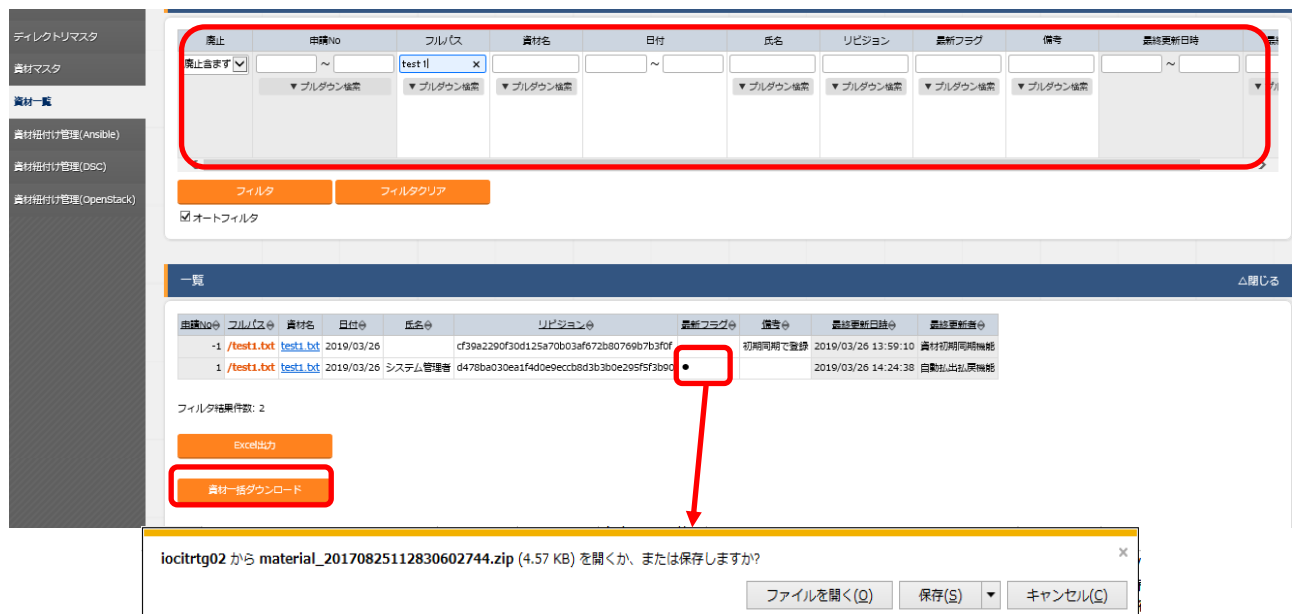 ディレクトリマスタ
資材マスタ
資材一覧
資材紐付け管理(Ansible)
資材紐付け管理(DSC)
資材紐付け管理(OpenStack)
廃止 申請No フルパス 資材名 日付 氏名 リビジョン 最新フラグ 備考 最終更新日時
廃止含ます ～ test1 × ～ ～
▼ プルダウン検索 ▼ プルダウン検索 ▼ プルダウン検索 ▼ プルダウン検索 ▼ プルダウン検索 ▼ プルダウン検索 ▼ プルダウン検索
フィルタ フィルタクリア
オートフィルタ
一覧 △閉じる
申請No フルパス 資材名 日付 氏名 リビジョン 最新フラグ 備考 最終更新日時 最終更新者
-1 /test1.txt test1.txt 2019/03/26 cf39a2290f30d125a70b03af672b80769b7b3f0f 初期同期で登録 2019/03/26 13:59:10 資材初期同期機能
1 /test1.txt test1.txt 2019/03/26 システム管理者 d478ba030ea1f4d0e9eccb8d3b3b0e295f5f3b90 ● 2019/03/26 14:24:38 自動払出払戻機能
フィルタ結果件数: 2
Excel出力
資材一括ダウンロード
iocitrtg02 から material_20170825112830602744.zip (4.57 KB) を開くか、または保存しますか? ×
ファイルを開く(O) 保存(S) ▼ キャンセル(C)